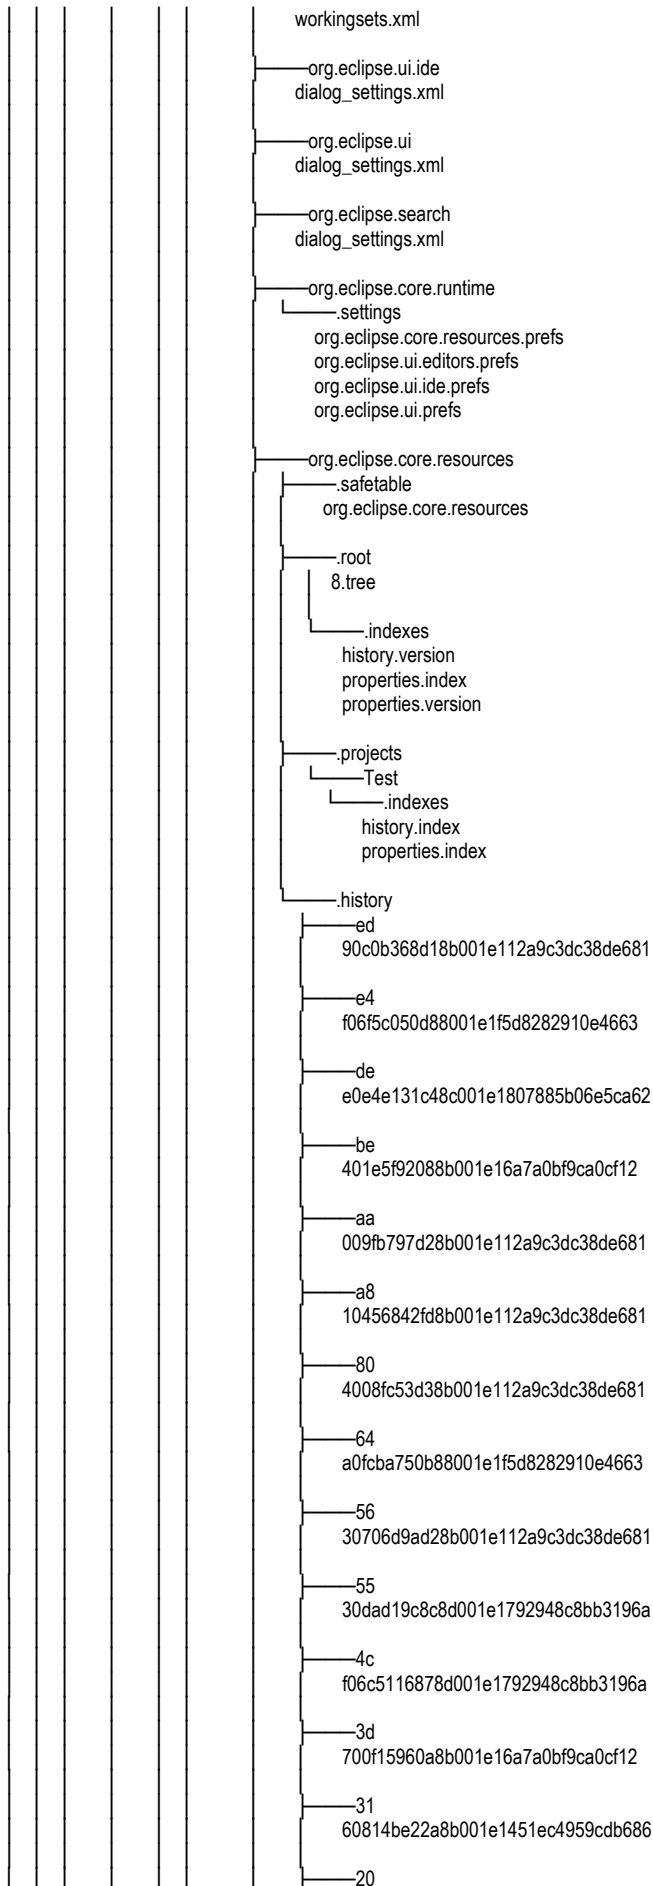 workingsets.xml
org.eclipse.ui.ide
dialog_settings.xml
org.eclipse.ui
dialog_settings.xml
org.eclipse.search
dialog_settings.xml
org.eclipse.core.runtime
.settings
org.eclipse.core.resources.prefs
org.eclipse.ui.editors.prefs
org.eclipse.ui.ide.prefs
org.eclipse.ui.prefs
org.eclipse.core.resources
.safetable
org.eclipse.core.resources
.root
8.tree
.indexes
history.version
properties.index
properties.version
.projects
Test
.indexes
history.index
properties.index
.history
ed
90c0b368d18b001e112a9c3dc38de681
e4
f06f5c050d88001e1f5d8282910e4663
de
e0e4e131c48c001e1807885b06e5ca62
be
401e5f92088b001e16a7a0bf9ca0cf12
aa
009fb797d28b001e112a9c3dc38de681
a8
10456842fd8b001e112a9c3dc38de681
80
4008fc53d38b001e112a9c3dc38de681
64
a0fcba750b88001e1f5d8282910e4663
56
30706d9ad28b001e112a9c3dc38de681
55
30dad19c8c8d001e1792948c8bb3196a
4c
f06c5116878d001e1792948c8bb3196a
3d
700f15960a8b001e16a7a0bf9ca0cf12
31
60814be22a8b001e1451ec4959cdb686
20